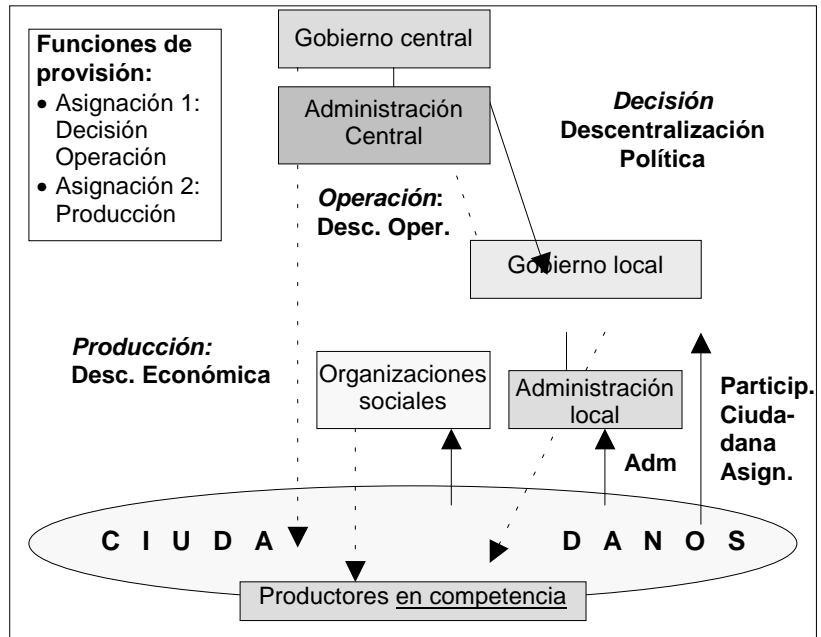 Funciones de
provisión:
• Asignación 1:
Decisión
Operación
• Asignación 2:
Producción
Gobierno central
Administración
Central
Decisión
Descentralización
Política
Operación:
Desc. Oper.
Gobierno local
Producción:
Desc. Económica
Organizaciones
sociales
Administración
local
Particip.
Ciuda-
dana
Asign.
Adm
C I U D A D A N O S
Productores en competencia